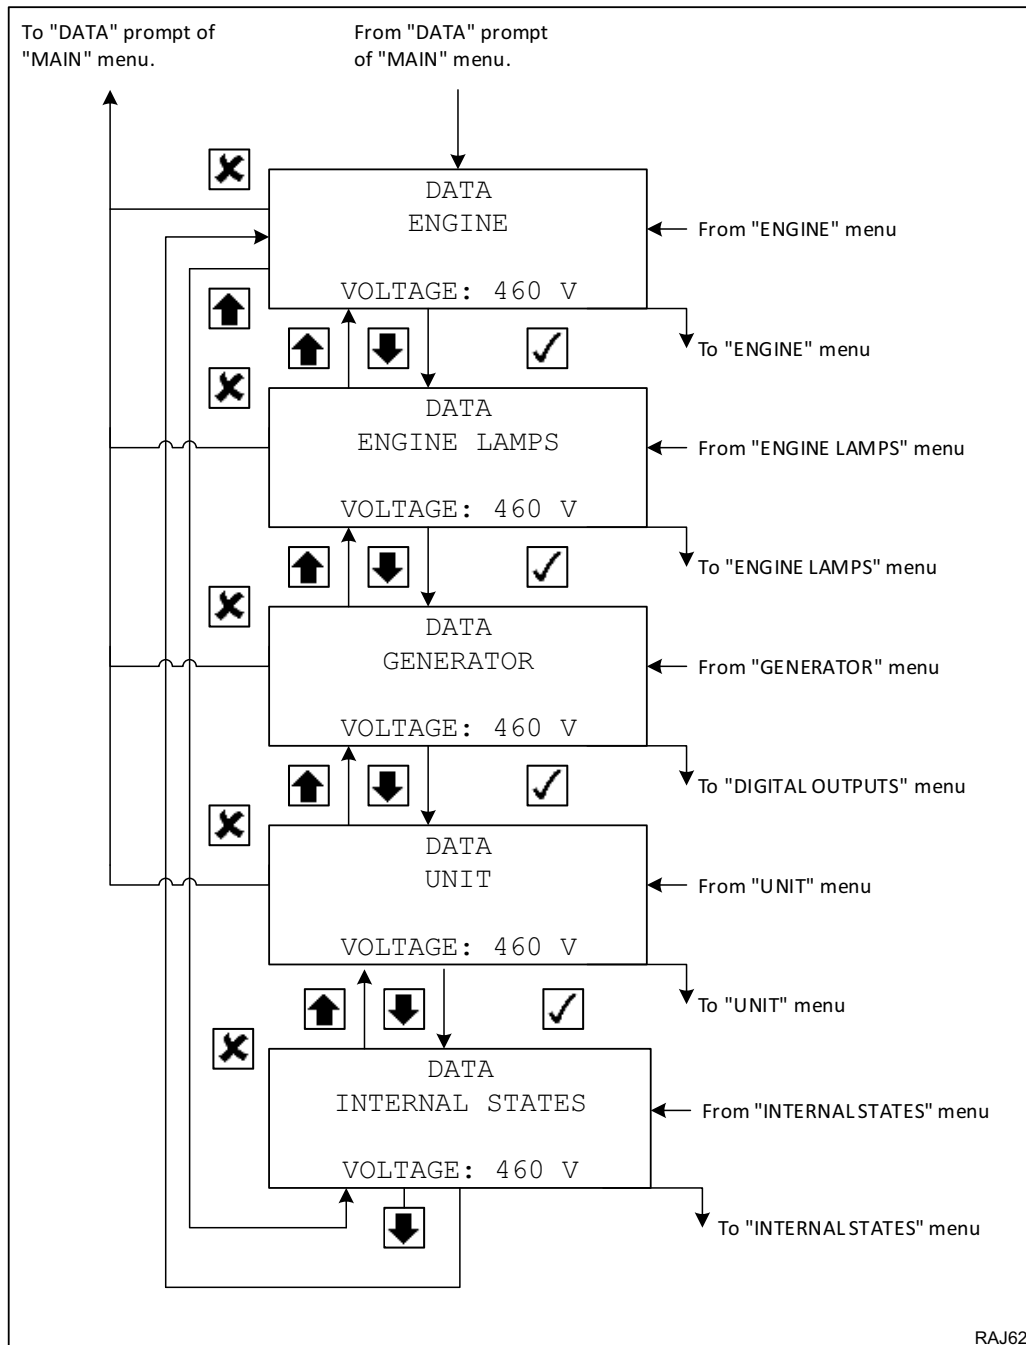 To "DATA" prompt of
"MAIN" menu.
From "DATA" prompt
of "MAIN" menu.
DATA
ENGINE
VOLTAGE: 460 V
From "ENGINE" menu
To "ENGINE" menu
DATA
ENGINE LAMPS
VOLTAGE: 460 V
From "ENGINE LAMPS" menu
To "ENGINE LAMPS" menu
DATA
GENERATOR
VOLTAGE: 460 V
From "GENERATOR" menu
To "DIGITAL OUTPUTS" menu
DATA
UNIT
VOLTAGE: 460 V
From "UNIT" menu
To "UNIT" menu
DATA
INTERNAL STATES
VOLTAGE: 460 V
From "INTERNAL STATES" menu
To "INTERNAL STATES" menu
RAJ62